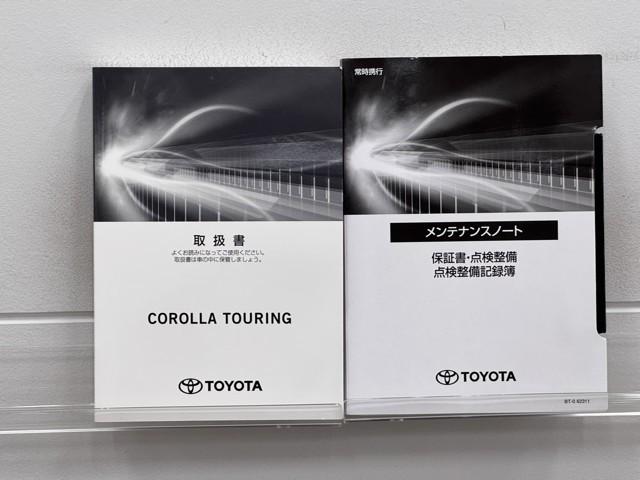 取扱書
よくお読みになってご使用ください。
取扱書は車の中に保管しましょう。
COROLLA TOURING
TOYOTA
常時携行
メンテナンスノート
保証書・点検整備
点検整備記録簿
TOYOTA
BT-0 62311